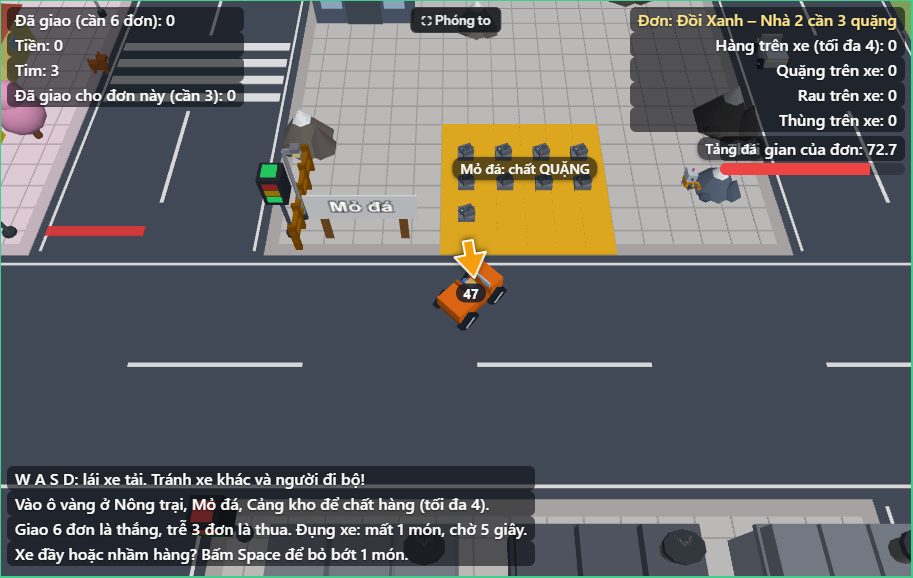 Đã giao (cần 6 đơn): 0
Tiền: 0
Tim: 3
Đã giao cho đơn này (cần 3): 0
Phóng to
Đơn: Đồi Xanh – Nhà 2 cần 3 quặng
Hàng trên xe (tối đa 4): 0
Quặng trên xe: 0
Rau trên xe: 0
Thùng trên xe: 0
Tảng đá
gian của đơn: 72.7
Mỏ đá: chất QUẶNG
Mỏ đá
47
W A S D: lái xe tải. Tránh xe khác và người đi bộ!
Vào ô vàng ở Nông trại, Mỏ đá, Cảng kho để chất hàng (tối đa 4).
Giao 6 đơn là thắng, trễ 3 đơn là thua. Đụng xe: mất 1 món, chờ 5 giây.
Xe đầy hoặc nhầm hàng? Bấm Space để bỏ bớt 1 món.